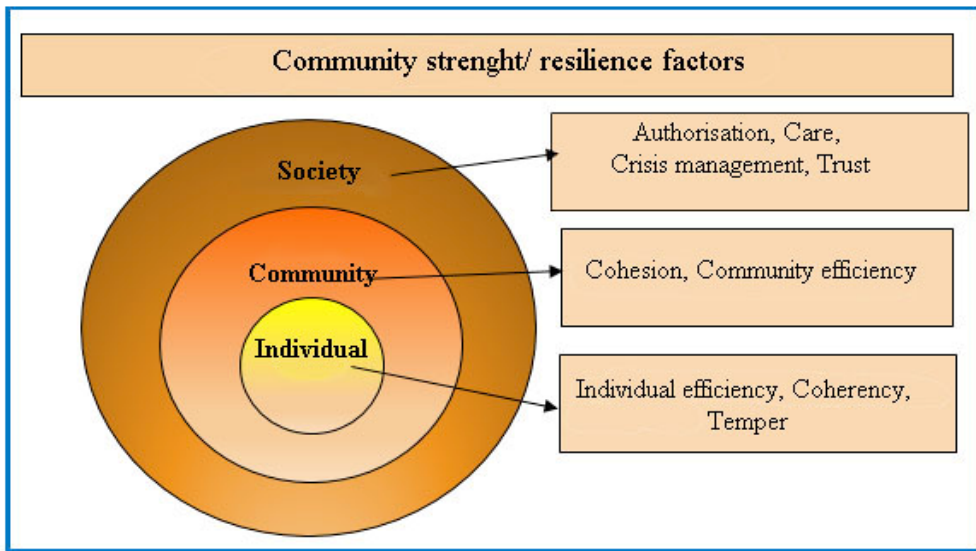 Community strenght/ resilience factors
Society
Authorisation, Care,
Crisis management, Trust
Community
Cohesion, Community efficiency
Individual
Individual efficiency, Coherency,
Temper